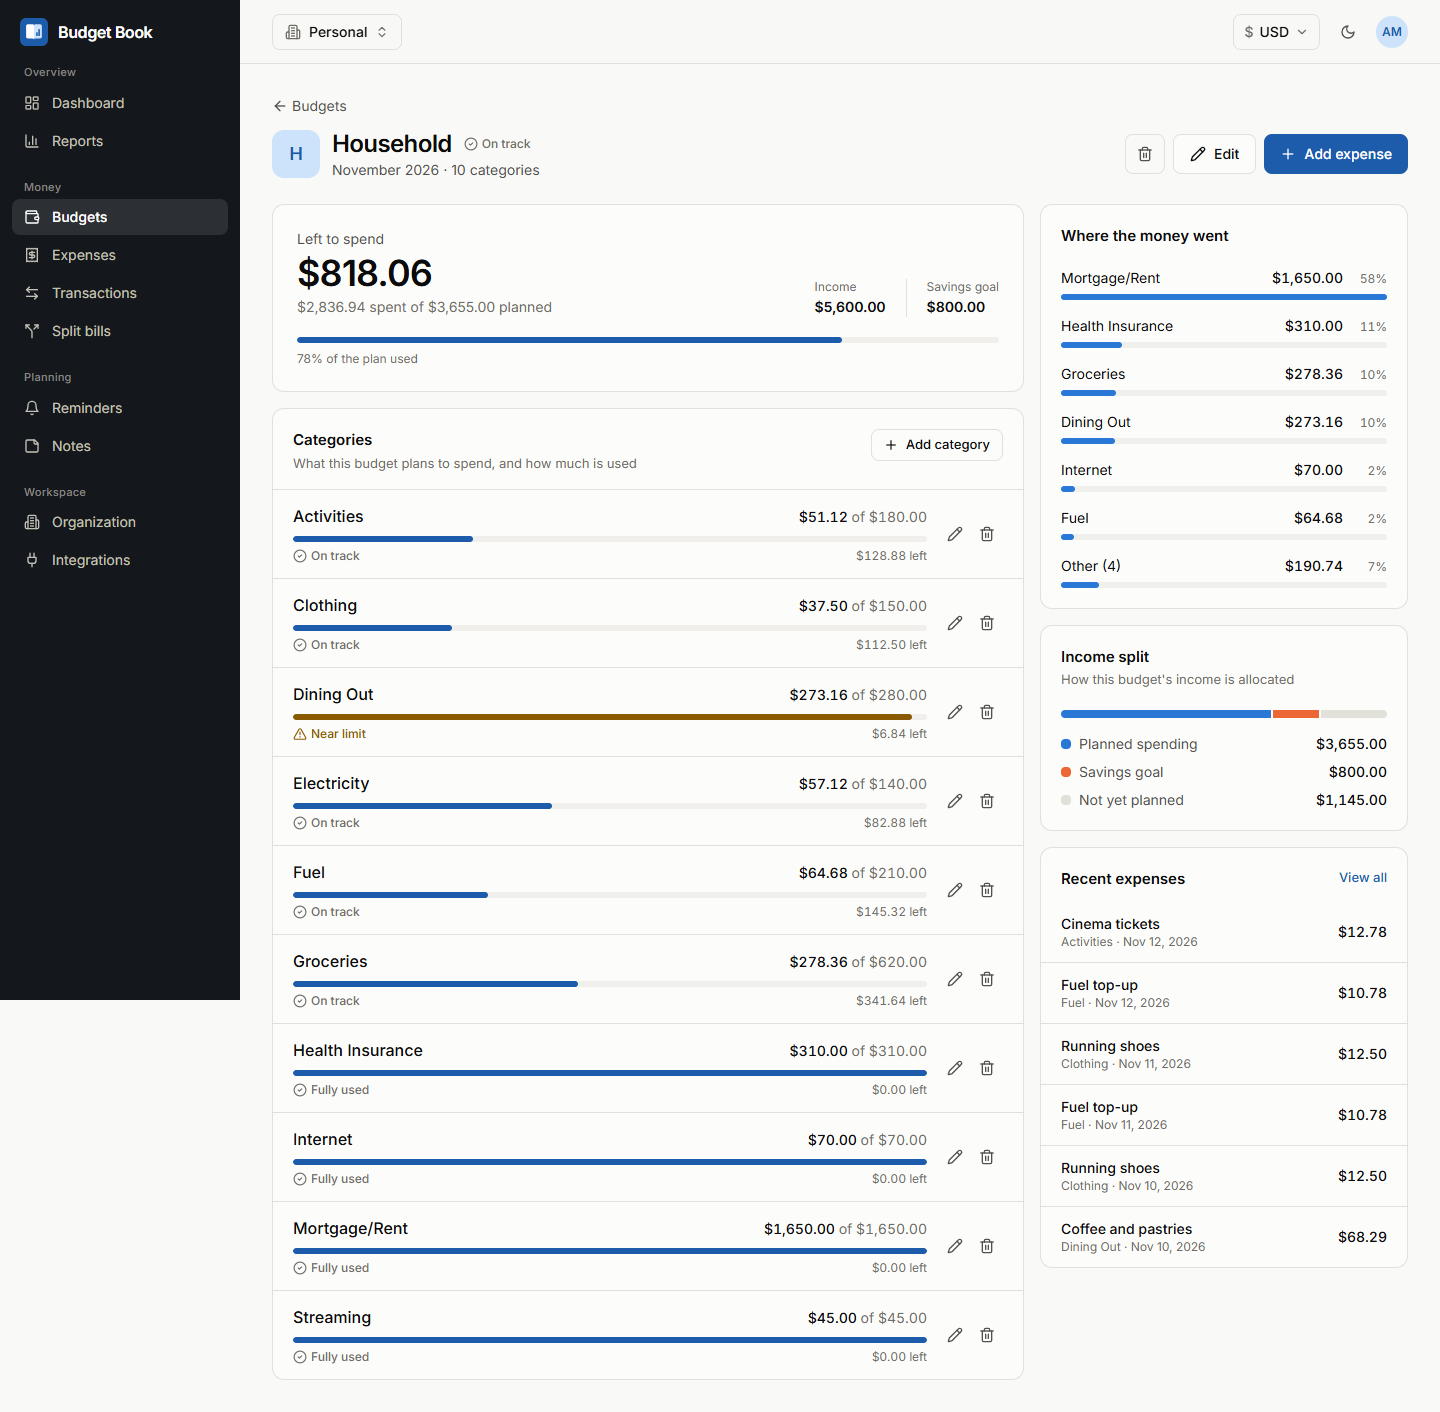 Budget Book
Overview
Dashboard
Reports
Money
Budgets
Expenses
Transactions
Split bills
Planning
Reminders
Notes
Workspace
Organization
Integrations
Personal
$ USD
AM
Budgets
H
Household
On track
November 2026 · 10 categories
Edit
Add expense
Left to spend
$818.06
$2,836.94 spent of $3,655.00 planned
Income
$5,600.00
Savings goal
$800.00
78% of the plan used
Categories
What this budget plans to spend, and how much is used
Add category
Activities
$51.12 of $180.00
On track
$128.88 left
Clothing
$37.50 of $150.00
On track
$112.50 left
Dining Out
$273.16 of $280.00
Near limit
$6.84 left
Electricity
$57.12 of $140.00
On track
$82.88 left
Fuel
$64.68 of $210.00
On track
$145.32 left
Groceries
$278.36 of $620.00
On track
$341.64 left
Health Insurance
$310.00 of $310.00
Fully used
$0.00 left
Internet
$70.00 of $70.00
Fully used
$0.00 left
Mortgage/Rent
$1,650.00 of $1,650.00
Fully used
$0.00 left
Streaming
$45.00 of $45.00
Fully used
$0.00 left
Where the money went
Mortgage/Rent $1,650.00 58%
Health Insurance $310.00 11%
Groceries $278.36 10%
Dining Out $273.16 10%
Internet $70.00 2%
Fuel $64.68 2%
Other (4) $190.74 7%
Income split
How this budget's income is allocated
Planned spending $3,655.00
Savings goal $800.00
Not yet planned $1,145.00
Recent expenses
View all
Cinema tickets
Activities · Nov 12, 2026
$12.78
Fuel top-up
Fuel · Nov 12, 2026
$10.78
Running shoes
Clothing · Nov 11, 2026
$12.50
Fuel top-up
Fuel · Nov 11, 2026
$10.78
Running shoes
Clothing · Nov 10, 2026
$12.50
Coffee and pastries
Dining Out · Nov 10, 2026
$68.29